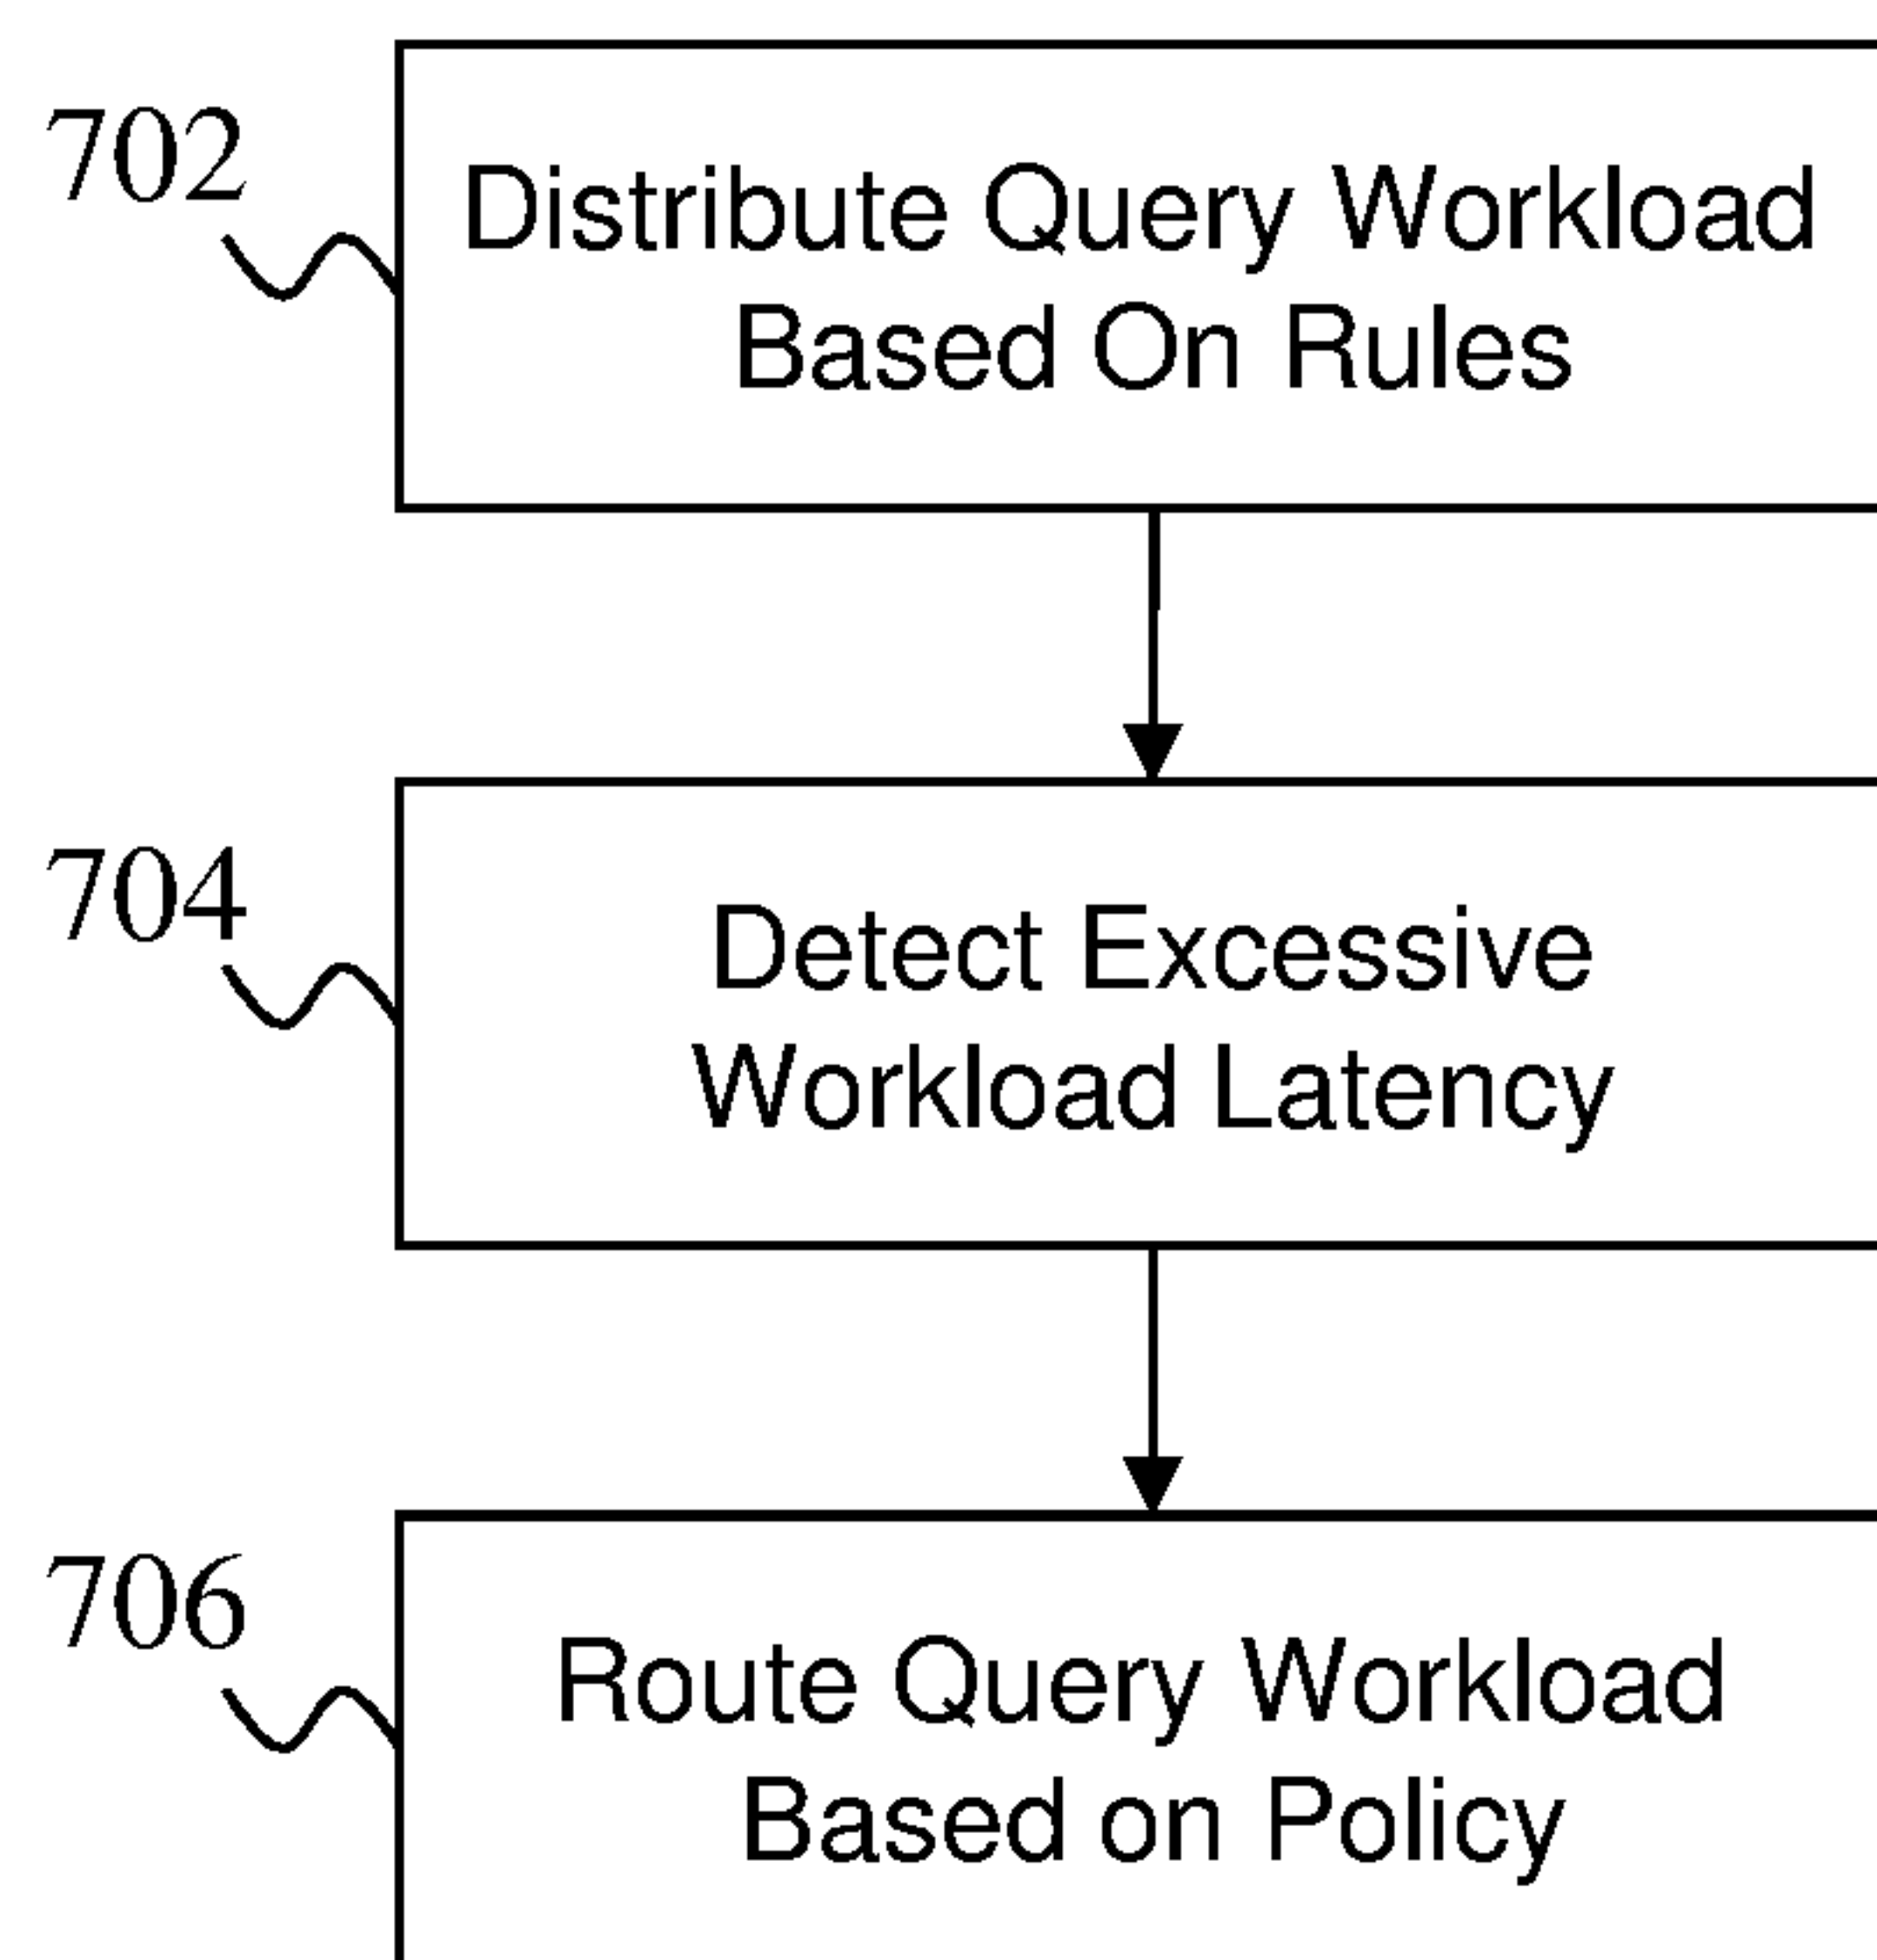 702
Distribute Query Workload
Based On Rules
704
Detect Excessive
Workload Latency
706
Route Query Workload
Based on Policy